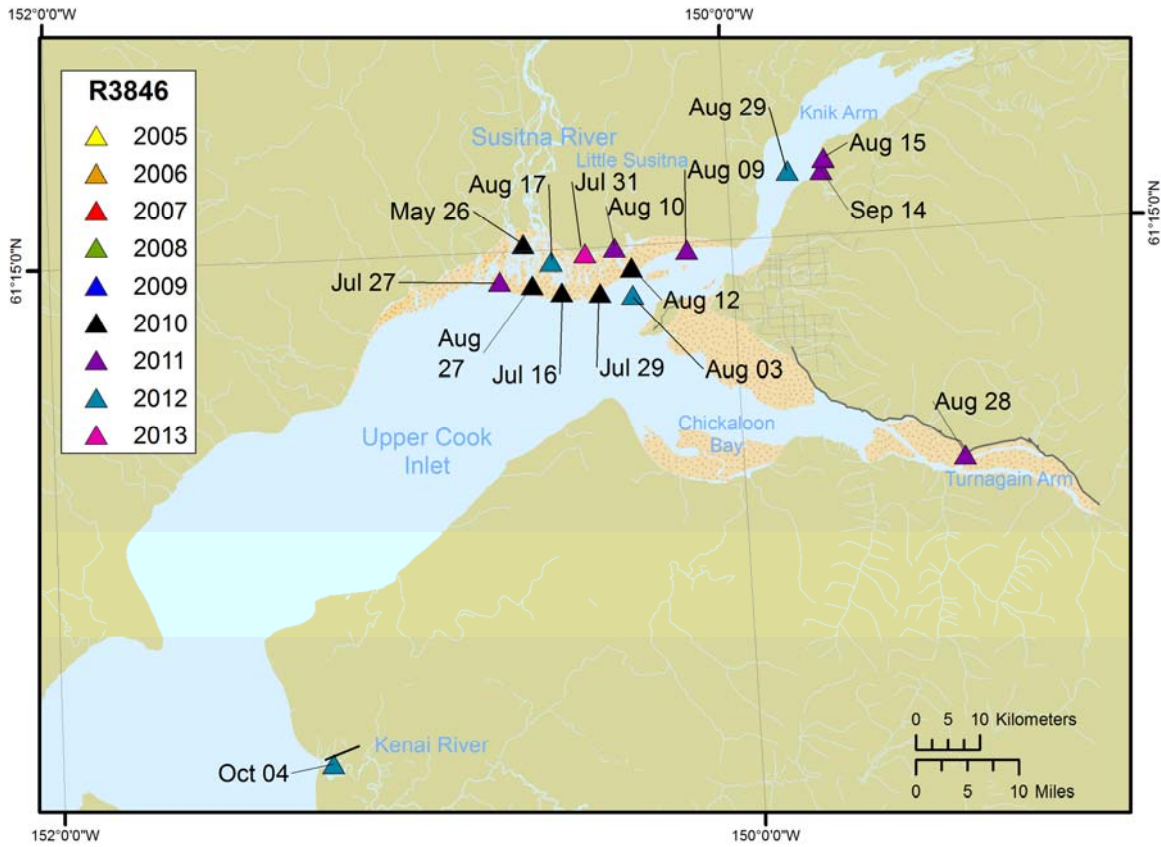 152°0'0"W
150°0'0"W
R3846
2005
2006
2007
2008
2009
2010
2011
2012
2013
Aug 29
Knik Arm
Aug 15
Sep 14
Susitna River
Little Susitna
Aug 09
Aug 17
Jul 31
Aug 10
May 26
61°15'0"N
61°15'0"N
Jul 27
Aug 12
Aug
27
Jul 16
Jul 29
Aug 03
Aug 28
Chickaloon
Bay
Upper Cook
Inlet
Turnagain Arm
0 5 10 Kilometers
0 5 10 Miles
Kenai River
Oct 04
152°0'0"W
150°0'0"W